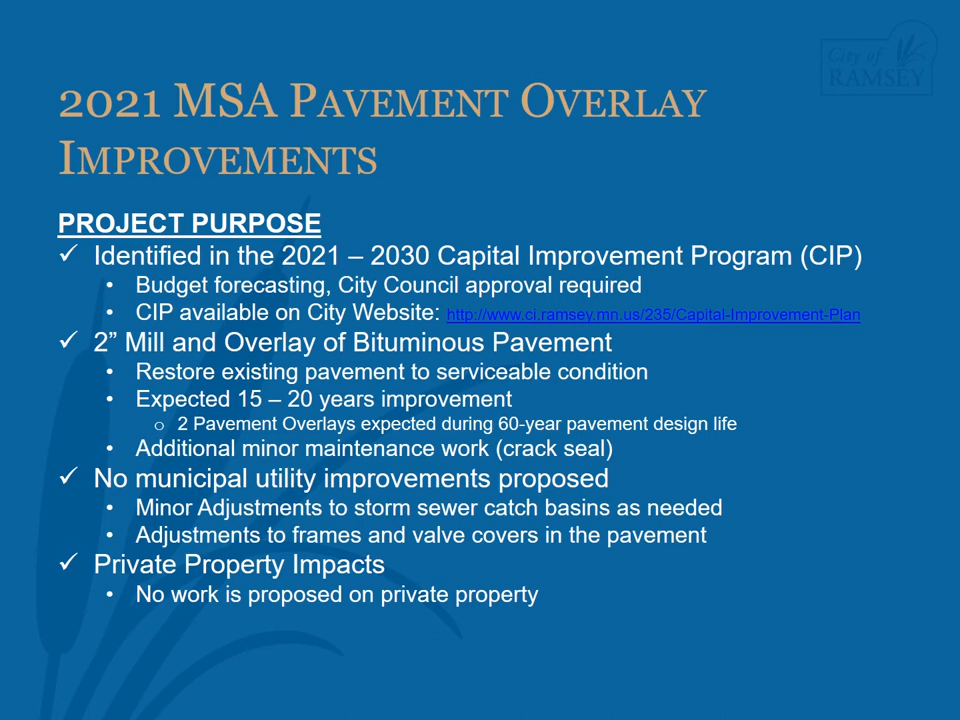 City of
RAMSEY
2021 MSA PAVEMENT OVERLAY
IMPROVEMENTS
PROJECT PURPOSE
✓ Identified in the 2021 – 2030 Capital Improvement Program (CIP)
• Budget forecasting, City Council approval required
• CIP available on City Website: http://www.ci.ramsey.mn.us/235/Capital-Improvement-Plan
✓ 2” Mill and Overlay of Bituminous Pavement
• Restore existing pavement to serviceable condition
• Expected 15 – 20 years improvement
o 2 Pavement Overlays expected during 60-year pavement design life
• Additional minor maintenance work (crack seal)
✓ No municipal utility improvements proposed
• Minor Adjustments to storm sewer catch basins as needed
• Adjustments to frames and valve covers in the pavement
✓ Private Property Impacts
• No work is proposed on private property